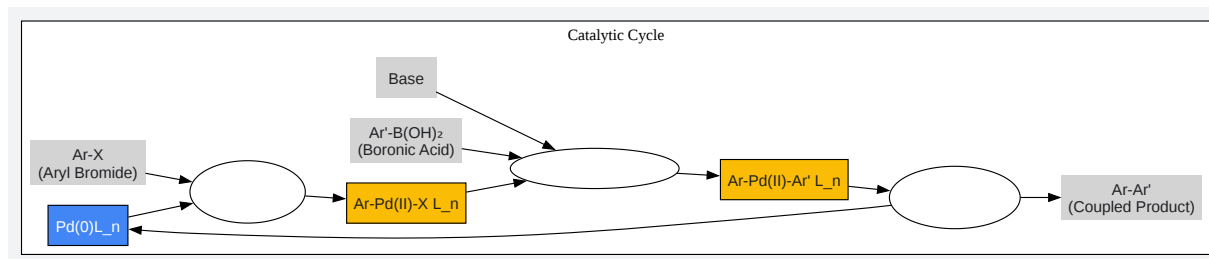 Catalytic Cycle
Base
Ar'-B(OH)₂
(Boronic Acid)
Ar-X
(Aryl Bromide)
Pd(0)L_n
Ar-Pd(II)-X L_n
Ar-Pd(II)-Ar' L_n
Ar-Ar'
(Coupled Product)